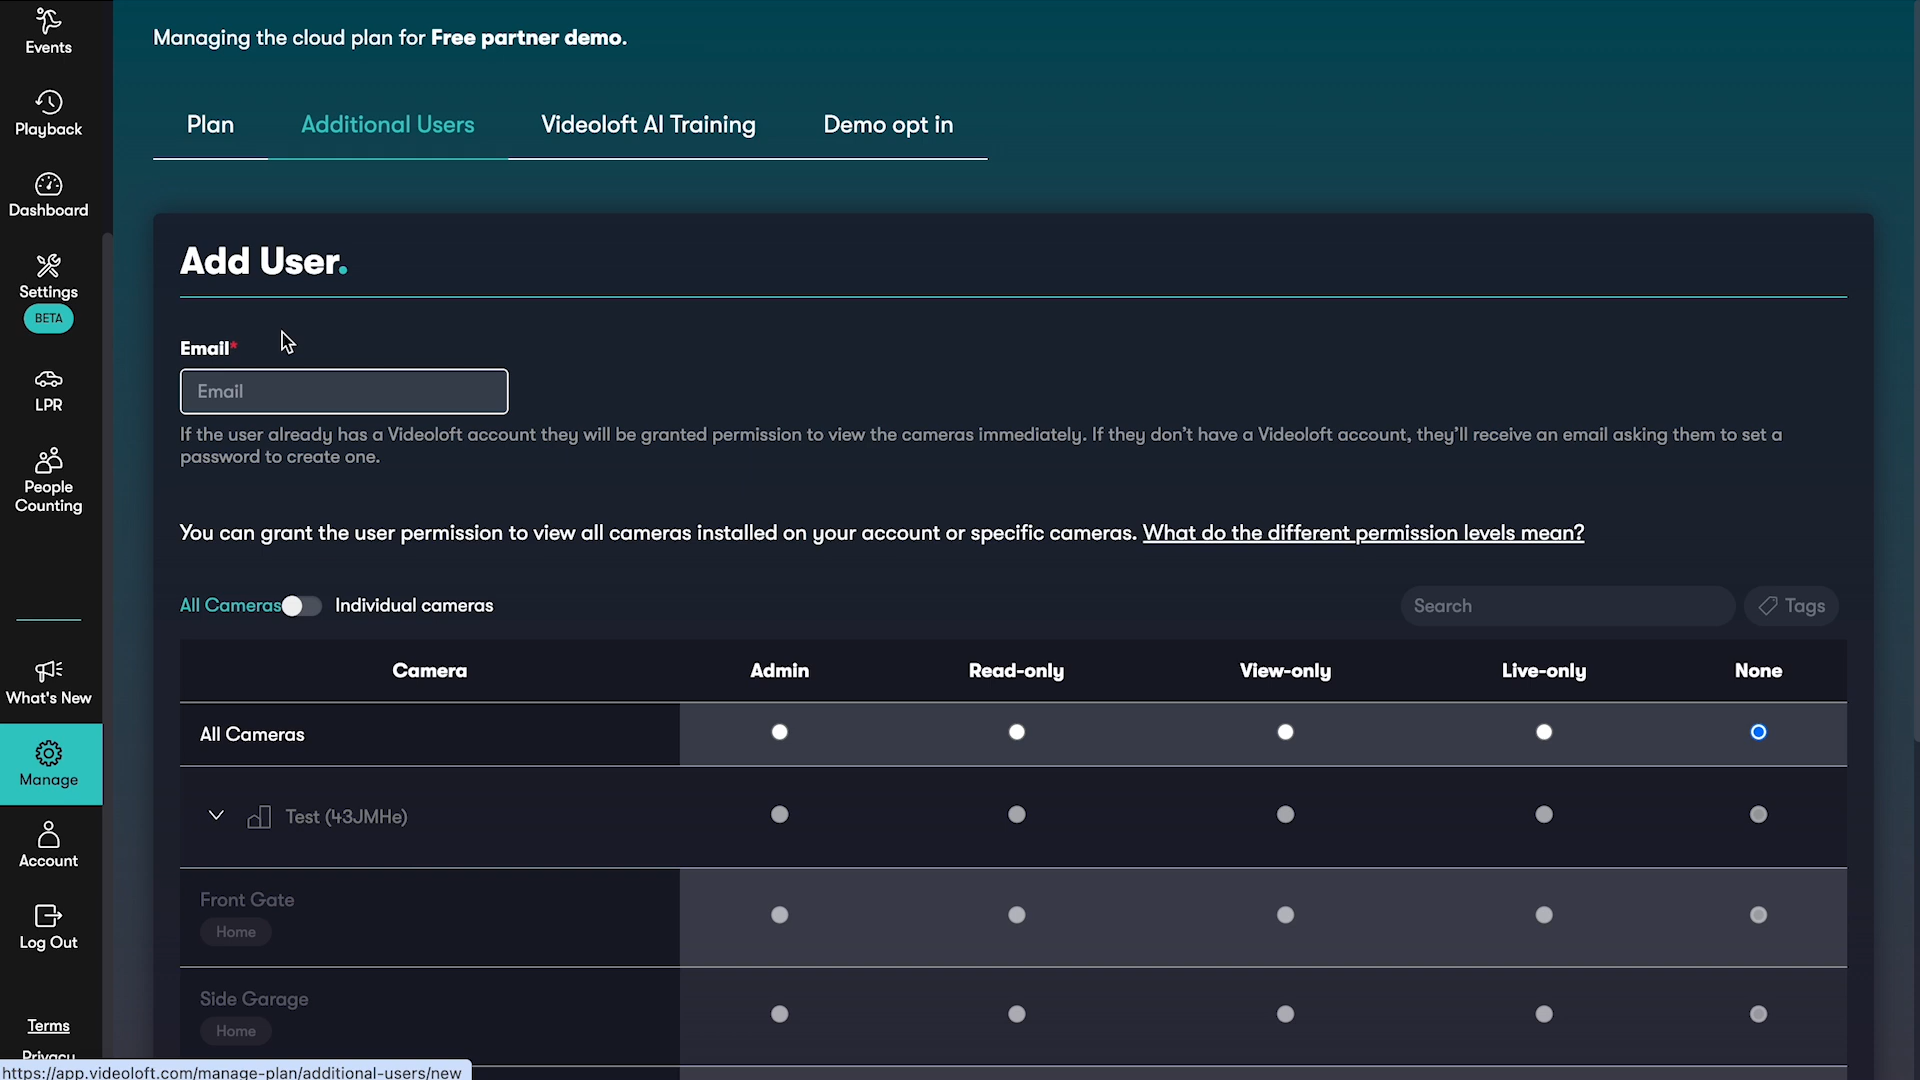 Events
Playback
Dashboard
Settings
BETA
LPR
People
Counting
What's New
Manage
Account
Log Out
Terms
Privacy
Managing the cloud plan for Free partner demo.
Plan
Additional Users
Videoloft AI Training
Demo opt in
Add User.
Email*
Email
If the user already has a Videoloft account they will be granted permission to view the cameras immediately. If they don't have a Videoloft account, they'll receive an email asking them to set a
password to create one.
You can grant the user permission to view all cameras installed on your account or specific cameras. What do the different permission levels mean?
All Cameras Individual cameras
Search
Tags
Camera Admin Read-only View-only Live-only None
All Cameras
Test (43JMHe)
Front Gate
Home
Side Garage
Home
https://app.videoloft.com/manage-plan/additional-users/new